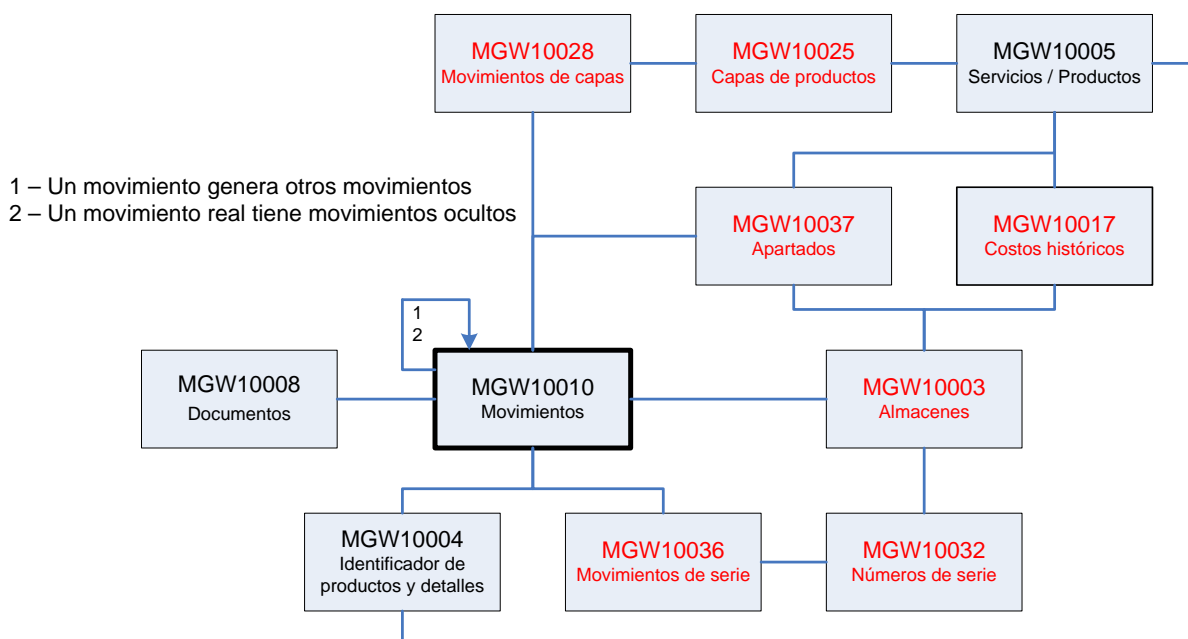 MGW10028
Movimientos de capas
MGW10025
Capas de productos
MGW10005
Servicios / Productos
1 – Un movimiento genera otros movimientos
2 – Un movimiento real tiene movimientos ocultos
MGW10037
Apartados
MGW10017
Costos históricos
1
2
MGW10008
Documentos
MGW10010
Movimientos
MGW10003
Almacenes
MGW10004
Identificador de
productos y detalles
MGW10036
Movimientos de serie
MGW10032
Números de serie